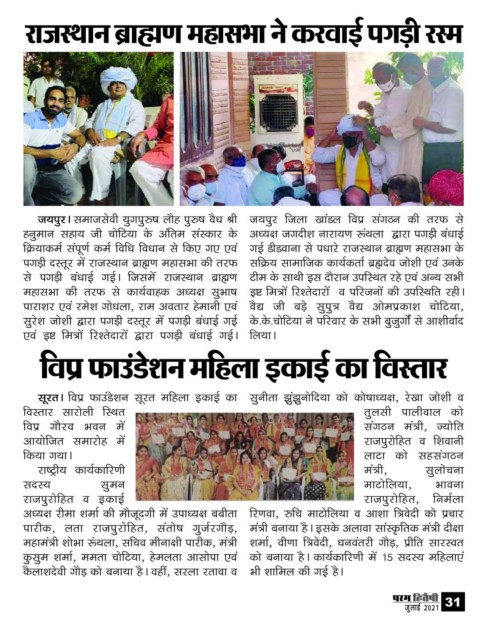 राजस्थान ब्राह्मण महासभा ने करवाई पगड़ी रस्म
जयपुर। समाजसेवी युगपुरुष लौह पुरुष वैध श्री
हनुमान सहाय जी चोटिया के अंतिम संस्कार के
क्रियाकर्म संपूर्ण कर्म विधि विधान से किए गए एवं
पगड़ी दस्तूर में राजस्थान ब्राह्मण महासभा की तरफ
से पगड़ी बंधाई गई। जिसमें राजस्थान ब्राह्मण
महासभा की तरफ से कार्यवाहक अध्यक्ष सुभाष
पाराशर एवं रमेश गोधला, राम अवतार हेमानी एवं
सुरेश जोशी द्वारा पगड़ी दस्तूर में पगड़ी बंधाई गई
एवं इष्ट मित्रों रिश्तेदारों द्वारा पगड़ी बंधाई गई।
जयपुर जिला खांडल विप्र संगठन की तरफ से
अध्यक्ष जगदीश नारायण रूंथला द्वारा पगड़ी बंधाई
गई डीडवाना से पधारे राजस्थान ब्राह्मण महासभा के
सक्रिय सामाजिक कार्यकर्ता ब्रह्मदेव जोशी एवं उनके
टीम के साथी इस दौरान उपस्थित रहे एवं अन्य सभी
इष्ट मित्रों रिश्तेदारों व परिजनों की उपस्थिति रही।
वैद्य जी बड़े सुपुत्र वैद्य ओमप्रकाश चोटिया,
के.के.चोटिया ने परिवार के सभी बुजुर्गों से आशीर्वाद
लिया।
विप्र फाउंडेशन महिला इकाई का विस्तार
सूरत। विप्र फाउंडेशन सूरत महिला इकाई का
विस्तार सारोली स्थित
विप्र गौरव भवन में
आयोजित समारोह में
किया गया।
राष्ट्रीय कार्यकारिणी
सदस्य सुमन
राजपुरोहित व इकाई
अध्यक्ष रीमा शर्मा की मौजूदगी में उपाध्यक्ष बबीता
पारीक, लता राजपुरोहित, संतोष गुर्जरगौड़,
महामंत्री शोभा रूंथला, सचिव मीनाक्षी पारीक, मंत्री
कुसुम शर्मा, ममता चोटिया, हेमलता आसोपा एवं
कैलाशदेवी गौड़ को बनाया है। वहीं, सरला रतावा व
सुनीता झुंझुनोदिया को कोषाध्यक्ष, रेखा जोशी व
तुलसी पालीवाल को
संगठन मंत्री, ज्योति
राजपुरोहित व शिवानी
लाटा को सहसंगठन
मंत्री, सुलोचना
माटोलिया, भावना
राजपुरोहित, निर्मला
रिणवा, रुचि माटोलिया व आशा त्रिवेदी को प्रचार
मंत्री बनाया है। इसके अलावा सांस्कृतिक मंत्री दीक्षा
शर्मा, वीणा त्रिवेदी, धनवंतरी गौड़, प्रीति सारस्वत
को बनाया है। कार्यकारिणी में 15 सदस्य महिलाएं
भी शामिल की गई है।
परम हितैषी
जुलाई 2021 31